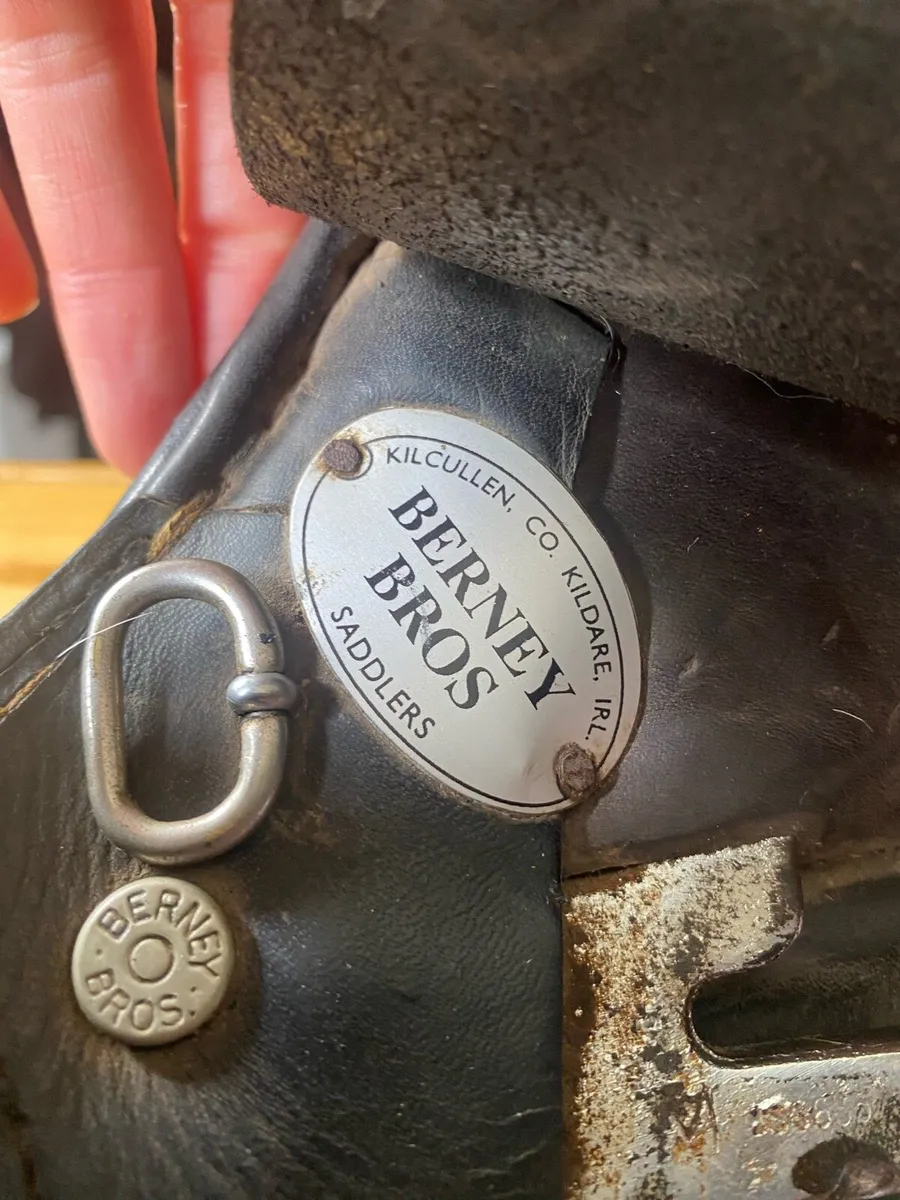 KILCULLEN, CO. KILDARE, IRL.
BERNEY
BROS
SADDLERS
BERNEY
BROS.